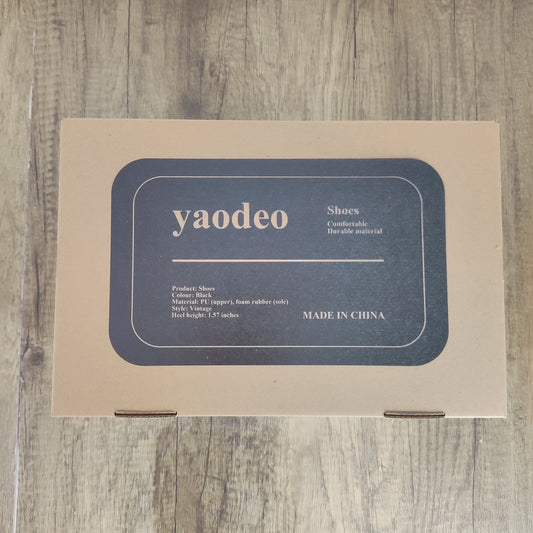 yaodeo
Shoes
Comfortable
Durable material
Product: Shoes
Colour: Black
Material: PU (upper), foam rubber (sole)
Style: Vintage
Heel height: 1.57 inches
MADE IN CHINA